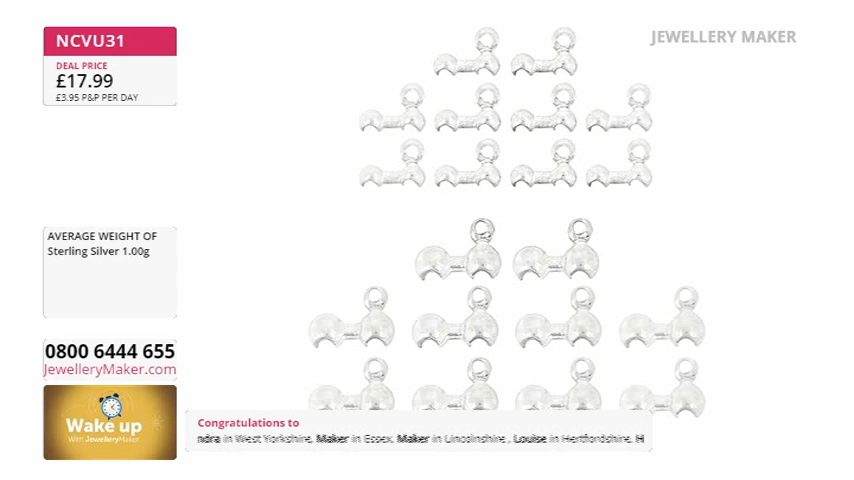 NCVU31
DEAL PRICE
£17.99
£3.95 P&P PER DAY
JEWELLERY MAKER
AVERAGE WEIGHT OF
Sterling Silver 1.00g
0800 6444 655
JewelleryMaker.com
Wake up
With JewelleryMaker
Congratulations to
ndra in West Yorkshire, Maker in Essex, Maker in Lincolnshire , Louise in Hertfordshire, H